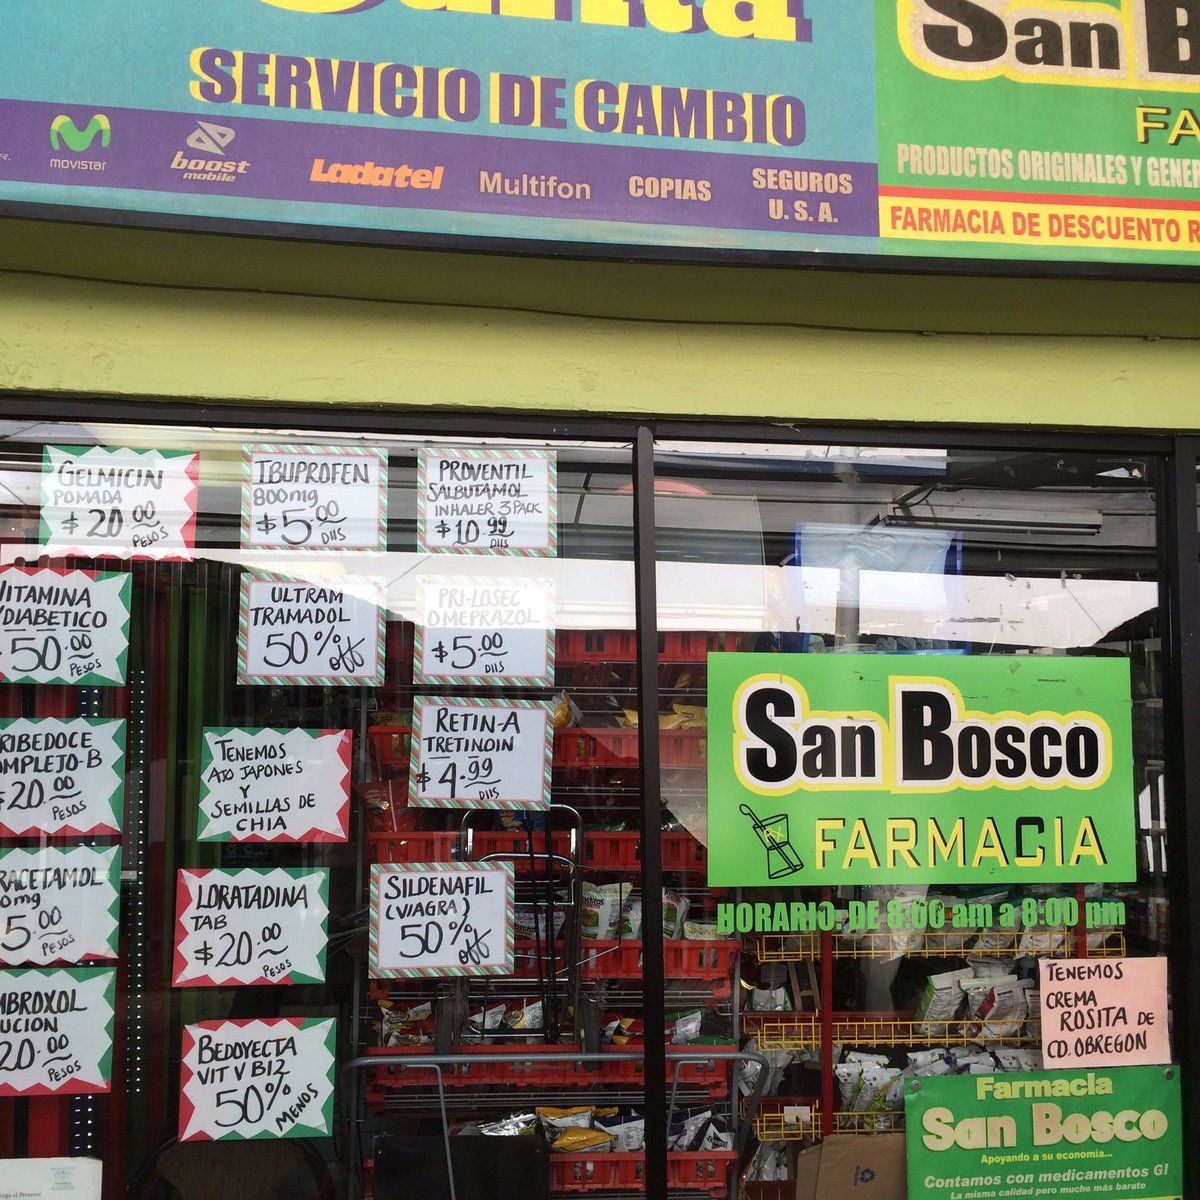 SERVICIO DE CAMBIO
movistar
boost
mobile
Ladatel
Multifon
COPIAS
SEGUROS
U. S. A.
San B
FA
PRODUCTOS ORIGINALES Y GENER
FARMACIA DE DESCUENTO R
GELMICIN
POMADA
$ 20.00
PESOS
IBUPROFEN
800mg
$5.00
Dlls
PROVENTIL
SALBUTAMOL
INHALER 3 PACK
$10.99
Dlls
VITAMINA
/DIABETICO
50.00
PESOS
ULTRAM
TRAMADOL
50% off
PRI-LOSEC
OMEPRAZOL
$5.00
Dlls
RETIN-A
TRETINOIN
$4.99
Dlls
RIBEDOCE
OMPLEJO-B
$20.00
PESOS
TENEMOS
AJO JAPONES
Y
SEMILLAS DE
CHIA
RACETAMOL
0mg
5.00
PESOS
LORATADINA
TAB
$20.00
PESOS
SILDENAFIL
(VIAGRA)
50% off
MBROXOL
UCION
20.00
PESOS
BEDOYECTA
VIT Y B12
50%
MENOS
San Bosco
FARMACIA
HORARIO: DE 8:00 am a 8:00 pm
TENEMOS
CREMA
ROSITA DE
CD. OBREGON
Farmacia
San Bosco
Apoyando a su economía...
Contamos con medicamentos GI
La misma calidad pero mucho más barato